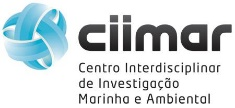 ciimar
Centro Interdisciplinar
de Investigação
Marinha e Ambiental